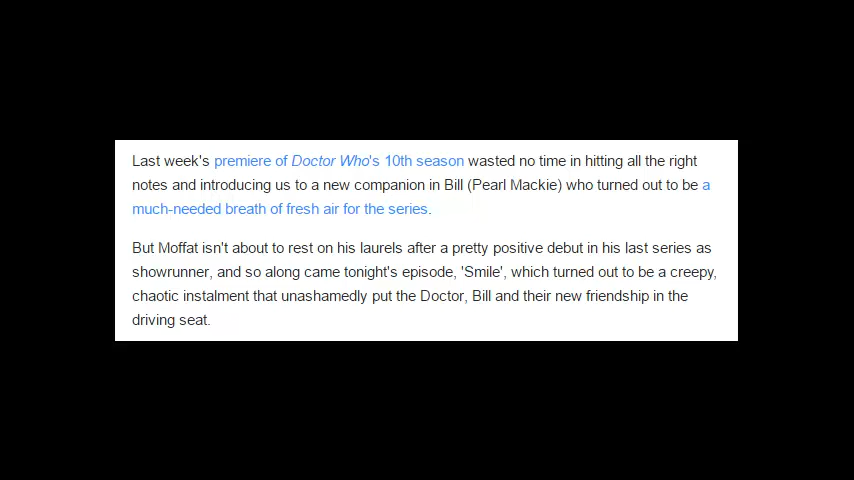 Last week's premiere of Doctor Who's 10th season wasted no time in hitting all the right
notes and introducing us to a new companion in Bill (Pearl Mackie) who turned out to be a
much-needed breath of fresh air for the series.
But Moffat isn't about to rest on his laurels after a pretty positive debut in his last series as
showrunner, and so along came tonight's episode, 'Smile', which turned out to be a creepy,
chaotic instalment that unashamedly put the Doctor, Bill and their new friendship in the
driving seat.